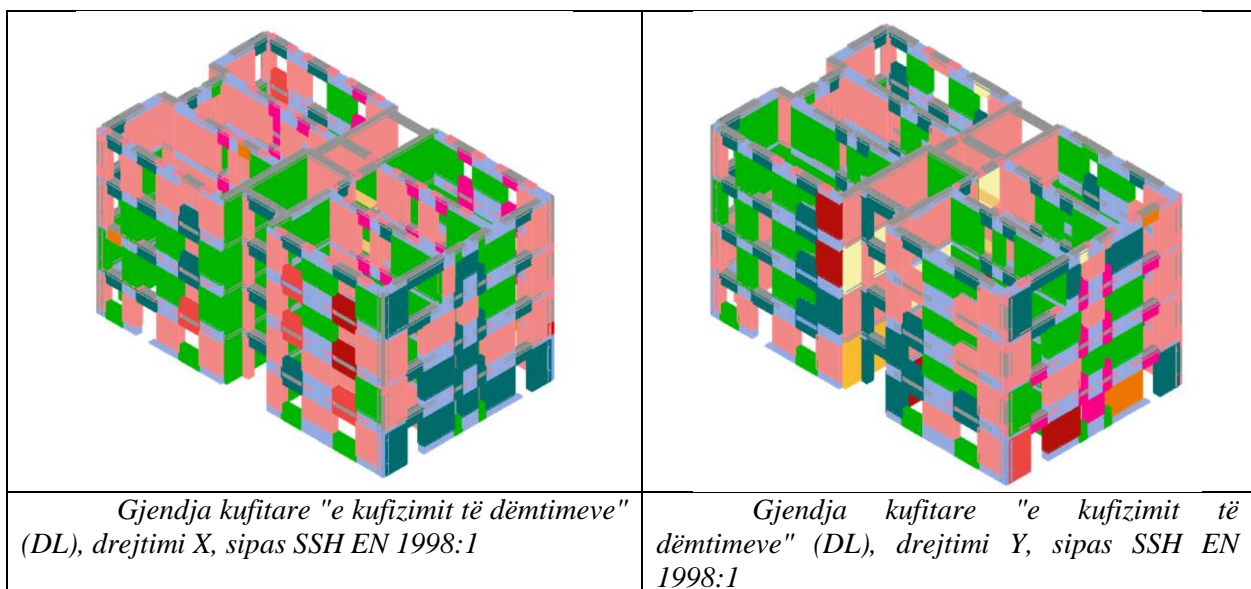 Gjendja kufitare "e kufizimit të dëmtimeve"
(DL), drejtimi X, sipas SSH EN 1998:1
Gjendja kufitare "e kufizimit të
dëmtimeve" (DL), drejtimi Y, sipas SSH EN
1998:1